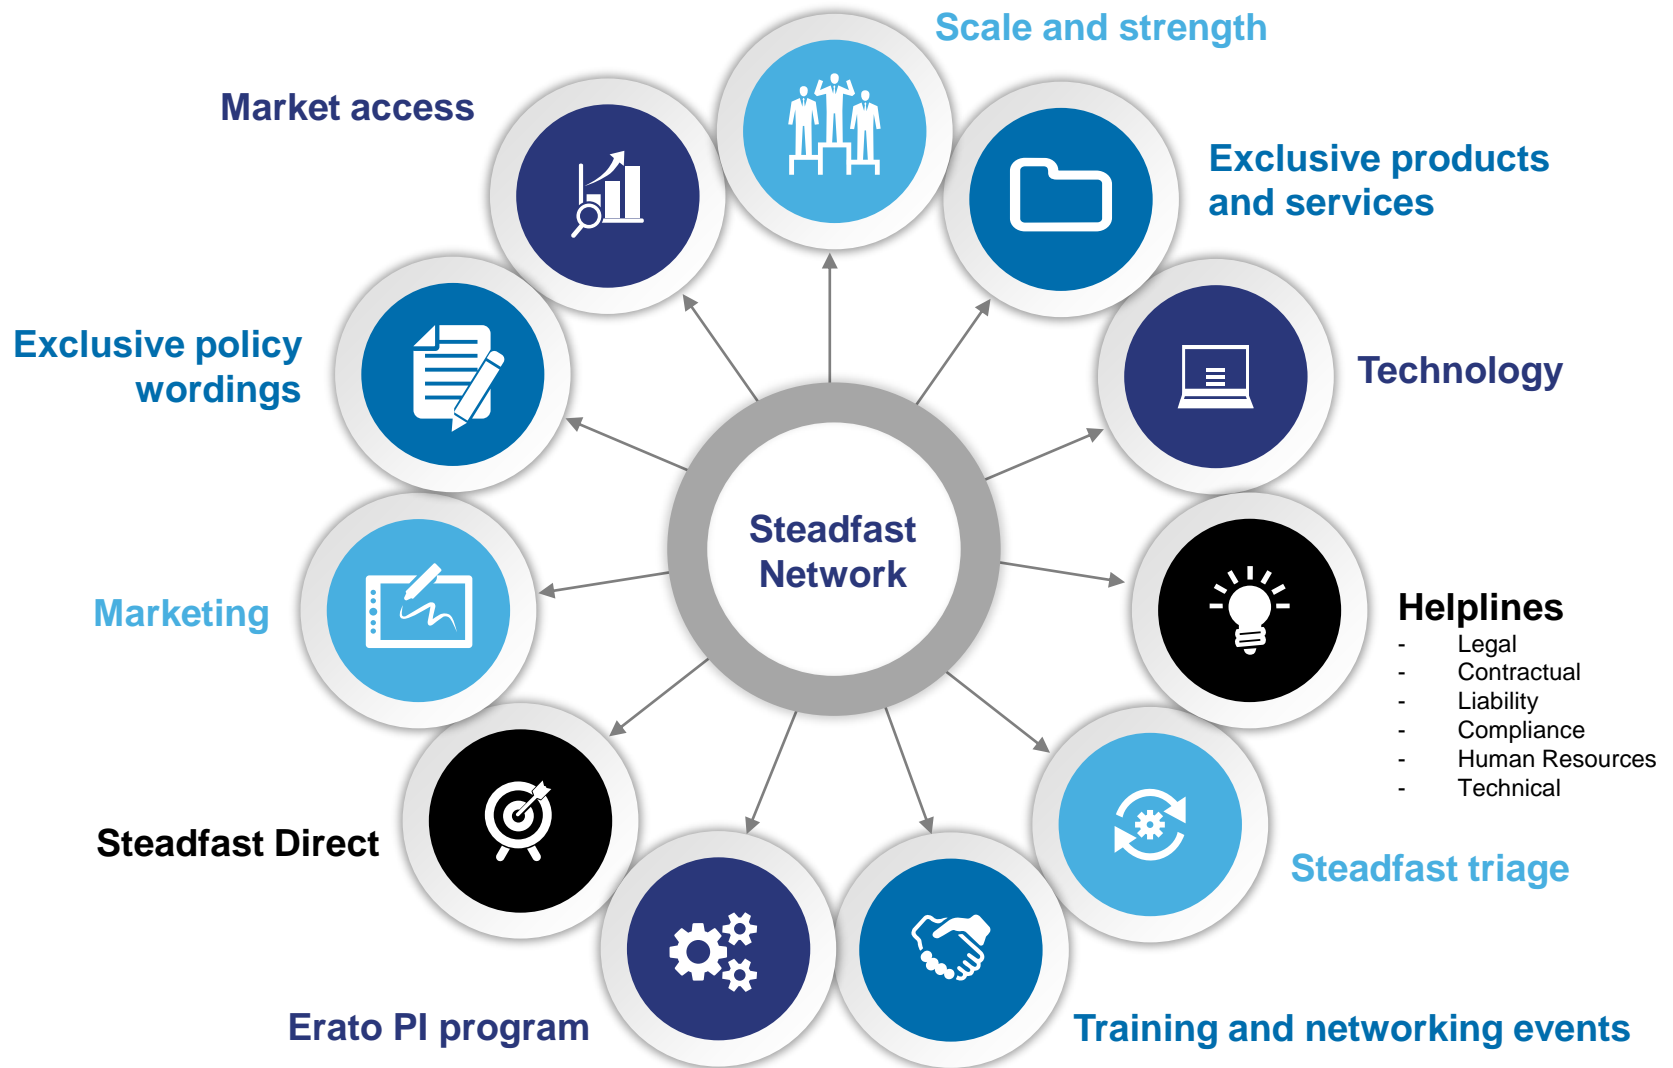 Scale and strength
Market access
Exclusive products
and services
Exclusive policy
wordings
Technology
Steadfast
Network
Marketing
Helplines
- Legal
- Contractual
- Liability
- Compliance
- Human Resources
- Technical
Steadfast Direct
Steadfast triage
Erato PI program
Training and networking events